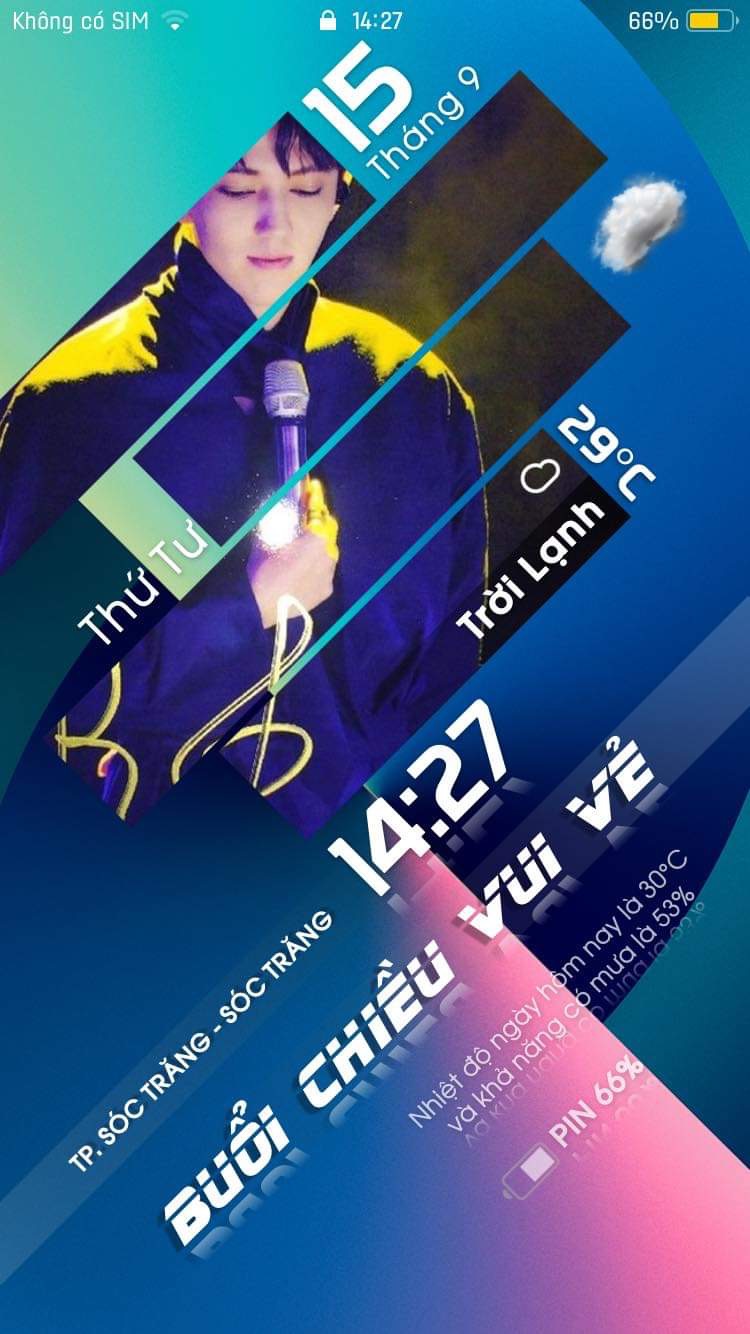 Không có SIM 14:27 66%
15
Tháng 9
Thứ Tư
29°C
Trời Lạnh
14:27
TP. SÓC TRĂNG - SÓC TRĂNG
BUỔI CHIỀU VUI VẺ
Nhiệt độ ngày hôm nay là 30°C
và khả năng có mưa là 53%
PIN 66%